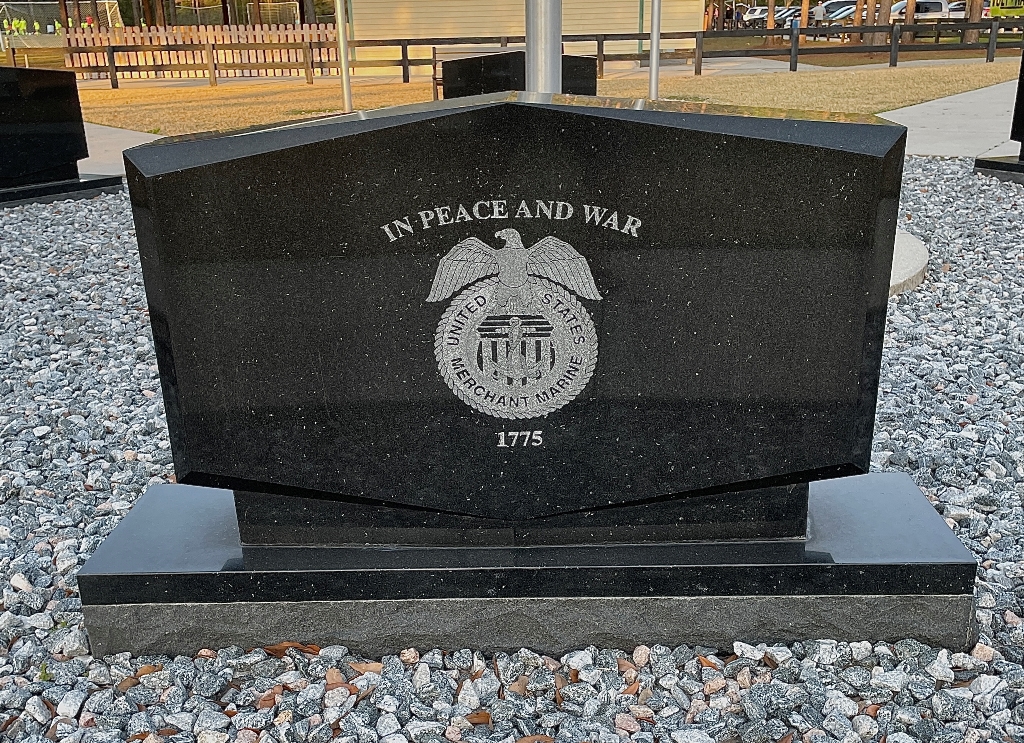 IN PEACE AND WAR
UNITED STATES
MERCHANT MARINE
1775